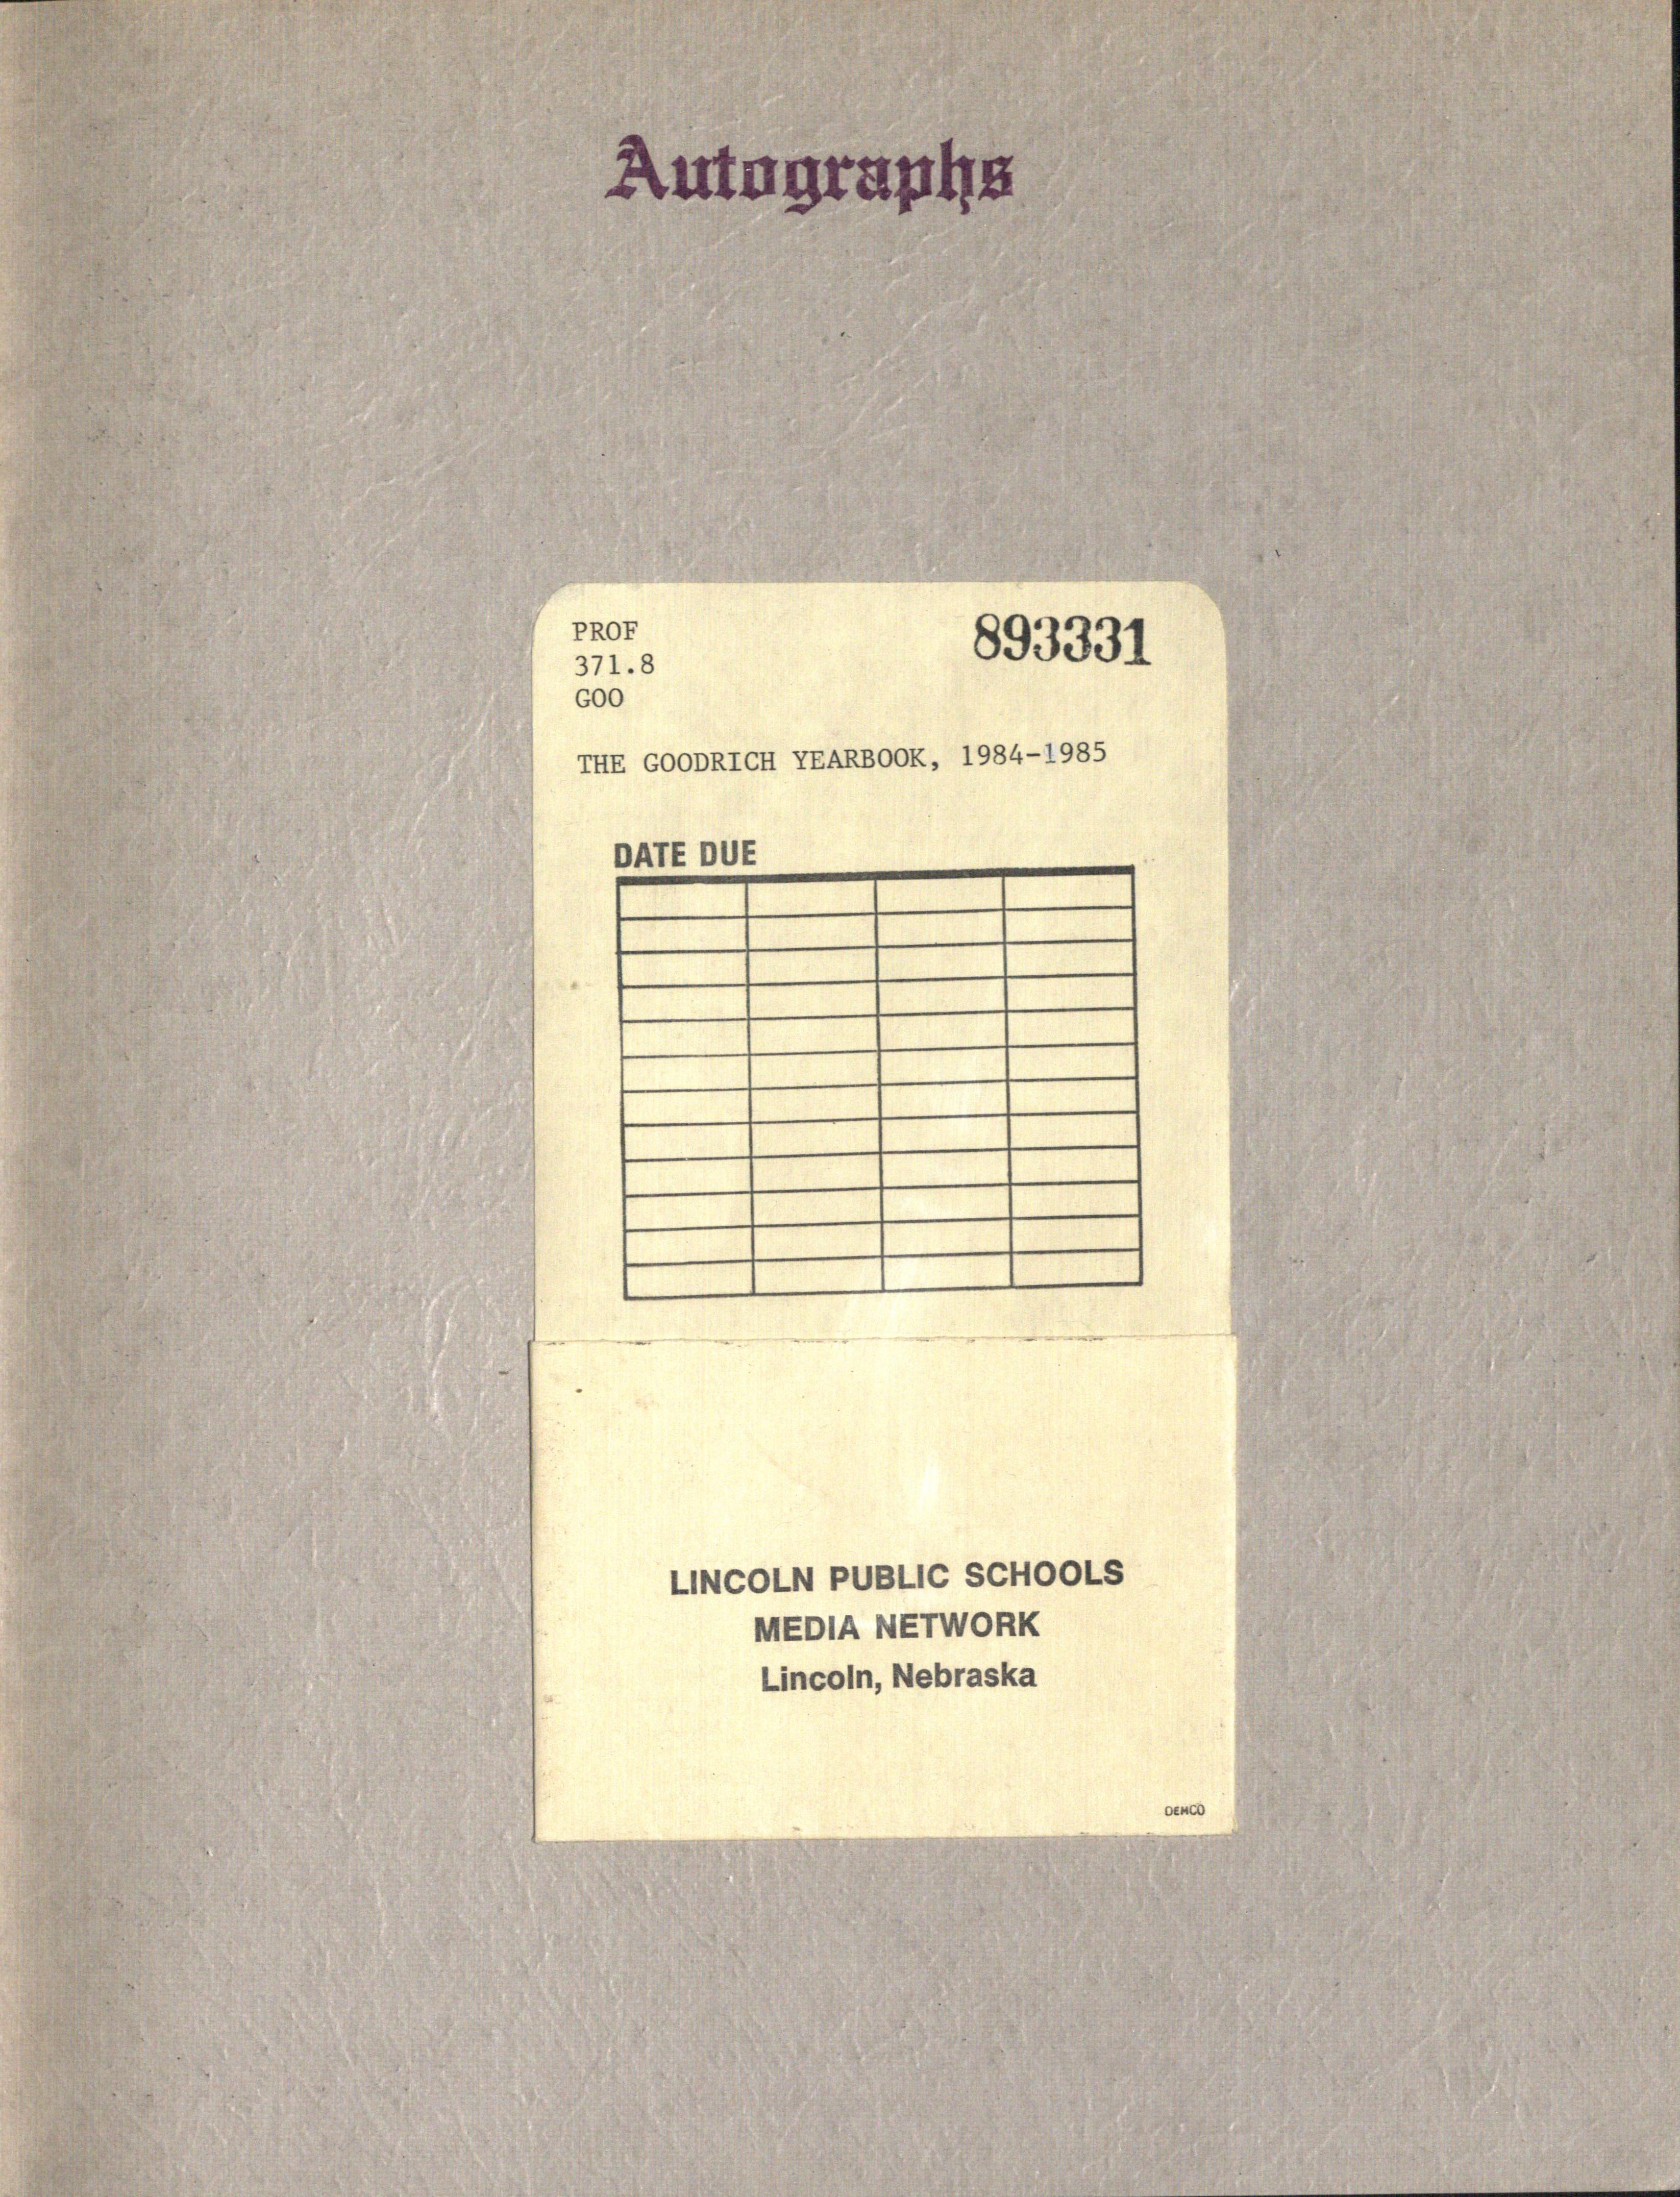 Autographs
PROF
893331
371.8
GOO
THE GOODRICH YEARBOOK, 1984-1985
DATE DUE
LINCOLN PUBLIC SCHOOLS
MEDIA NETWORK
Lincoln, Nebraska
DEMCO